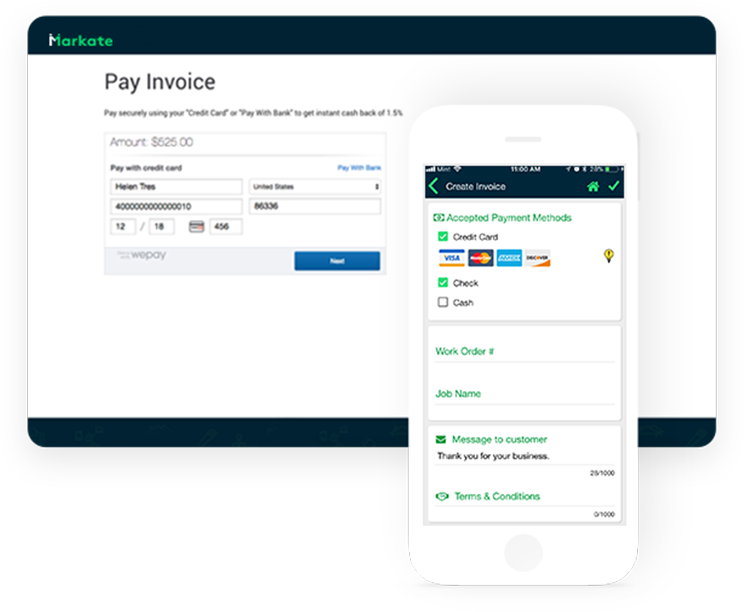 Markate
Pay Invoice
Pay securely using your "Credit Card" or "Pay With Bank" to get instant cash back of 1.5%
Amount: $525.00
Pay with credit card
Pay With Bank
Helen Tres
United States
4000000000000010
86336
12 / 18
456
wepay
Next
Mint
11:00 AM
28%
Create Invoice
Accepted Payment Methods
Credit Card
VISA
MasterCard
DISCOVER
Check
Cash
Work Order #
Job Name
Message to customer
Thank you for your business.
28/1000
Terms & Conditions
0/1000